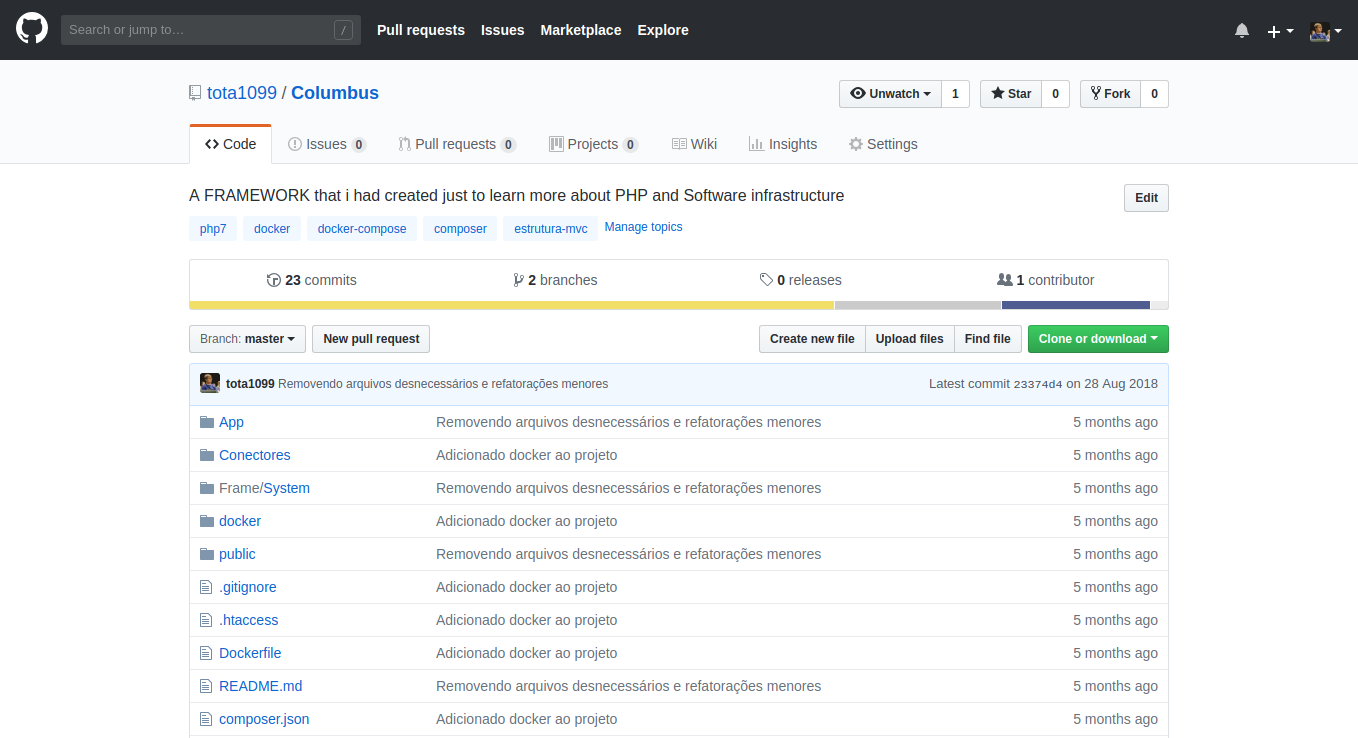 Search or jump to… /
Pull requests Issues Marketplace Explore
tota1099 / Columbus
Unwatch 1 Star 0 Fork 0
Code Issues 0 Pull requests 0 Projects 0 Wiki Insights Settings
A FRAMEWORK that i had created just to learn more about PHP and Software infrastructure Edit
php7 docker docker-compose composer estrutura-mvc Manage topics
23 commits 2 branches 0 releases 1 contributor
Branch: master New pull request Create new file Upload files Find file Clone or download
tota1099 Removendo arquivos desnecessários e refatorações menores Latest commit 23374d4 on 28 Aug 2018
App Removendo arquivos desnecessários e refatorações menores 5 months ago
Conectores Adicionado docker ao projeto 5 months ago
Frame/System Removendo arquivos desnecessários e refatorações menores 5 months ago
docker Adicionado docker ao projeto 5 months ago
public Removendo arquivos desnecessários e refatorações menores 5 months ago
.gitignore Adicionado docker ao projeto 5 months ago
.htaccess Adicionado docker ao projeto 5 months ago
Dockerfile Adicionado docker ao projeto 5 months ago
README.md Removendo arquivos desnecessários e refatorações menores 5 months ago
composer.json Adicionado docker ao projeto 5 months ago